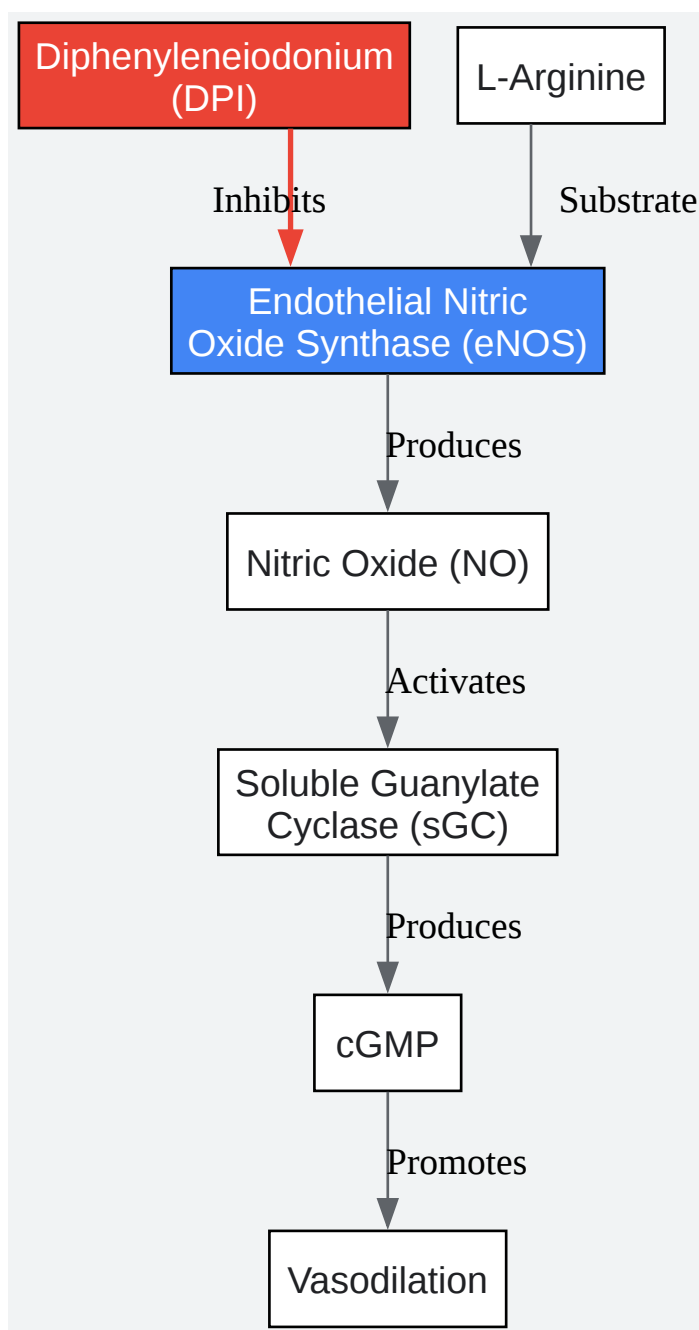 Diphenyleneiodonium
(DPI)
L-Arginine
Inhibits
Substrate
Endothelial Nitric
Oxide Synthase (eNOS)
Produces
Nitric Oxide (NO)
Activates
Soluble Guanylate
Cyclase (sGC)
Produces
cGMP
Promotes
Vasodilation